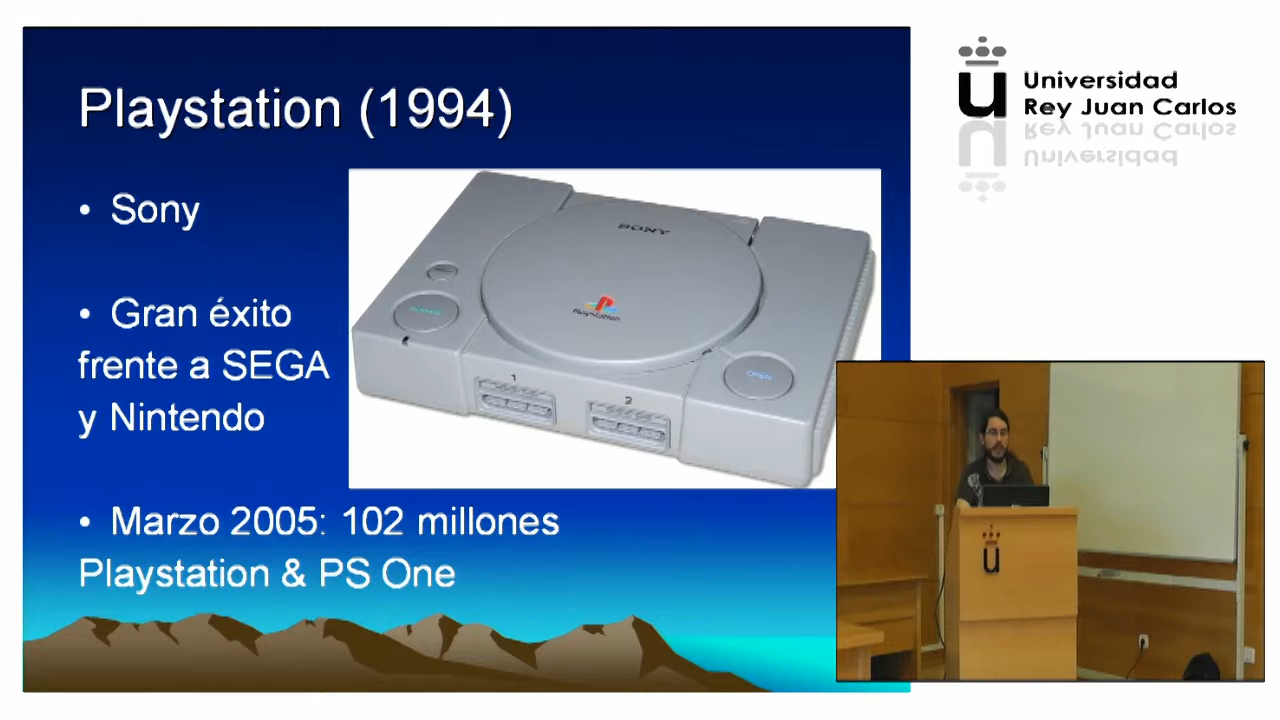 Playstation (1994)
• Sony
• Gran éxito
frente a SEGA
y Nintendo
• Marzo 2005: 102 millones
Playstation & PS One
SONY
PlayStation
OPEN
1
2
Universidad
Rey Juan Carlos